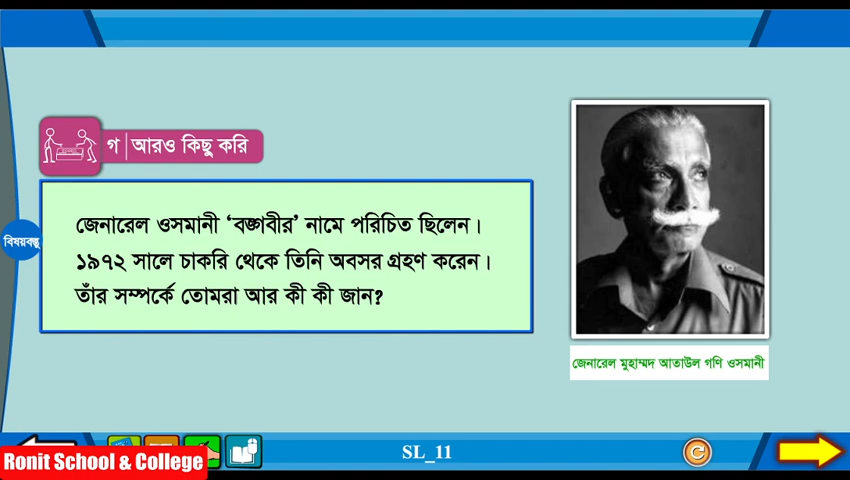 গ আরও কিছু করি
জেনারেল ওসমানী ‘বঙ্গবীর’ নামে পরিচিত ছিলেন।
১৯৭২ সালে চাকরি থেকে তিনি অবসর গ্রহণ করেন।
তাঁর সম্পর্কে তোমরা আর কী কী জান?
বিষয়বস্তু
জেনারেল মুহাম্মদ আতাউল গণি ওসমানী
SL_11
Ronit School & College